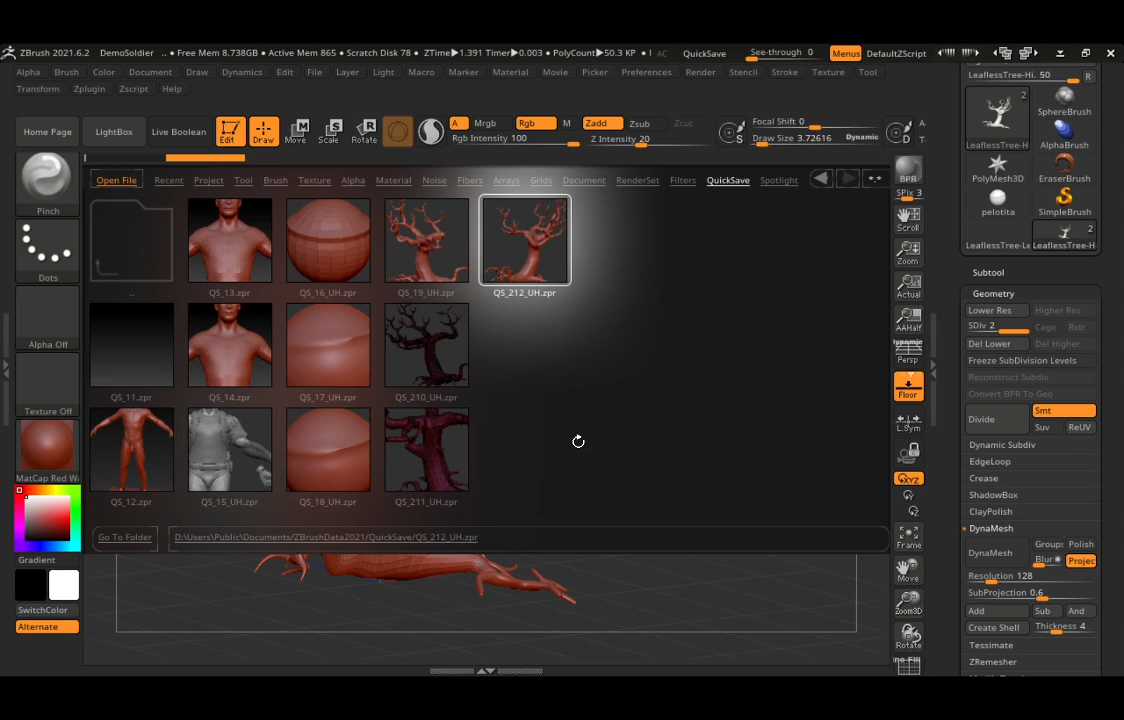 ZBrush 2021.6.2 DemoSoldier .. • Free Mem 8.738GB • Active Mem 865 • Scratch Disk 78 • ZTime▶1.391 Timer▶0.003 • PolyCount▶50.3 KP • AC QuickSave See-through 0 Menus DefaultZScript
Alpha Brush Color Document Draw Dynamics Edit File Layer Light Macro Marker Material Movie Picker Preferences Render Stencil Stroke Texture Tool
Transform Zplugin Zscript Help
Home Page LightBox Live Boolean Edit Draw Move Scale Rotate
A Mrgb Rgb M Zadd Zsub Zcut Focal Shift 0
Rgb Intensity 100 Z Intensity 20 Draw Size 3.72616 Dynamic
Open File Recent Project Tool Brush Texture Alpha Material Noise Fibers Arrays Grids Document RenderSet Filters QuickSave Spotlight
Pinch
Dots
Alpha Off
Texture Off
MatCap Red Wa
Gradient
SwitchColor
Alternate
.. QS_13.zpr QS_16_UH.zpr QS_19_UH.zpr QS_212_UH.zpr
QS_11.zpr QS_14.zpr QS_17_UH.zpr QS_210_UH.zpr
QS_12.zpr QS_15_UH.zpr QS_18_UH.zpr QS_211_UH.zpr
Go To Folder D:\Users\Public\Documents/ZBrushData2021/QuickSave/QS_212_UH.zpr
BPR
SPix 3
Scroll
Zoom
Actual
AAHalf
Dynamic
Persp
Floor
L.Sym
XYZ
Frame
Move
Zoom3D
Rotate
LeaflessTree-Hi. 50 R
2
LeaflessTree-H SphereBrush
AlphaBrush
PolyMesh3D EraserBrush
pelotita SimpleBrush
2
LeaflessTree-Le LeaflessTree-H
Subtool
Geometry
Lower Res Higher Res
SDiv 2 Cage Rstr
Del Lower Del Higher
Freeze SubDivision Levels
Reconstruct Subdiv
Convert BPR To Geo
Divide Smt
Suv ReUV
Dynamic Subdiv
EdgeLoop
Crease
ShadowBox
ClayPolish
DynaMesh
DynaMesh Groups Polish
Blur Projec
Resolution 128
SubProjection 0.6
Add Sub And
Create Shell Thickness 4
Tessimate
ZRemesher